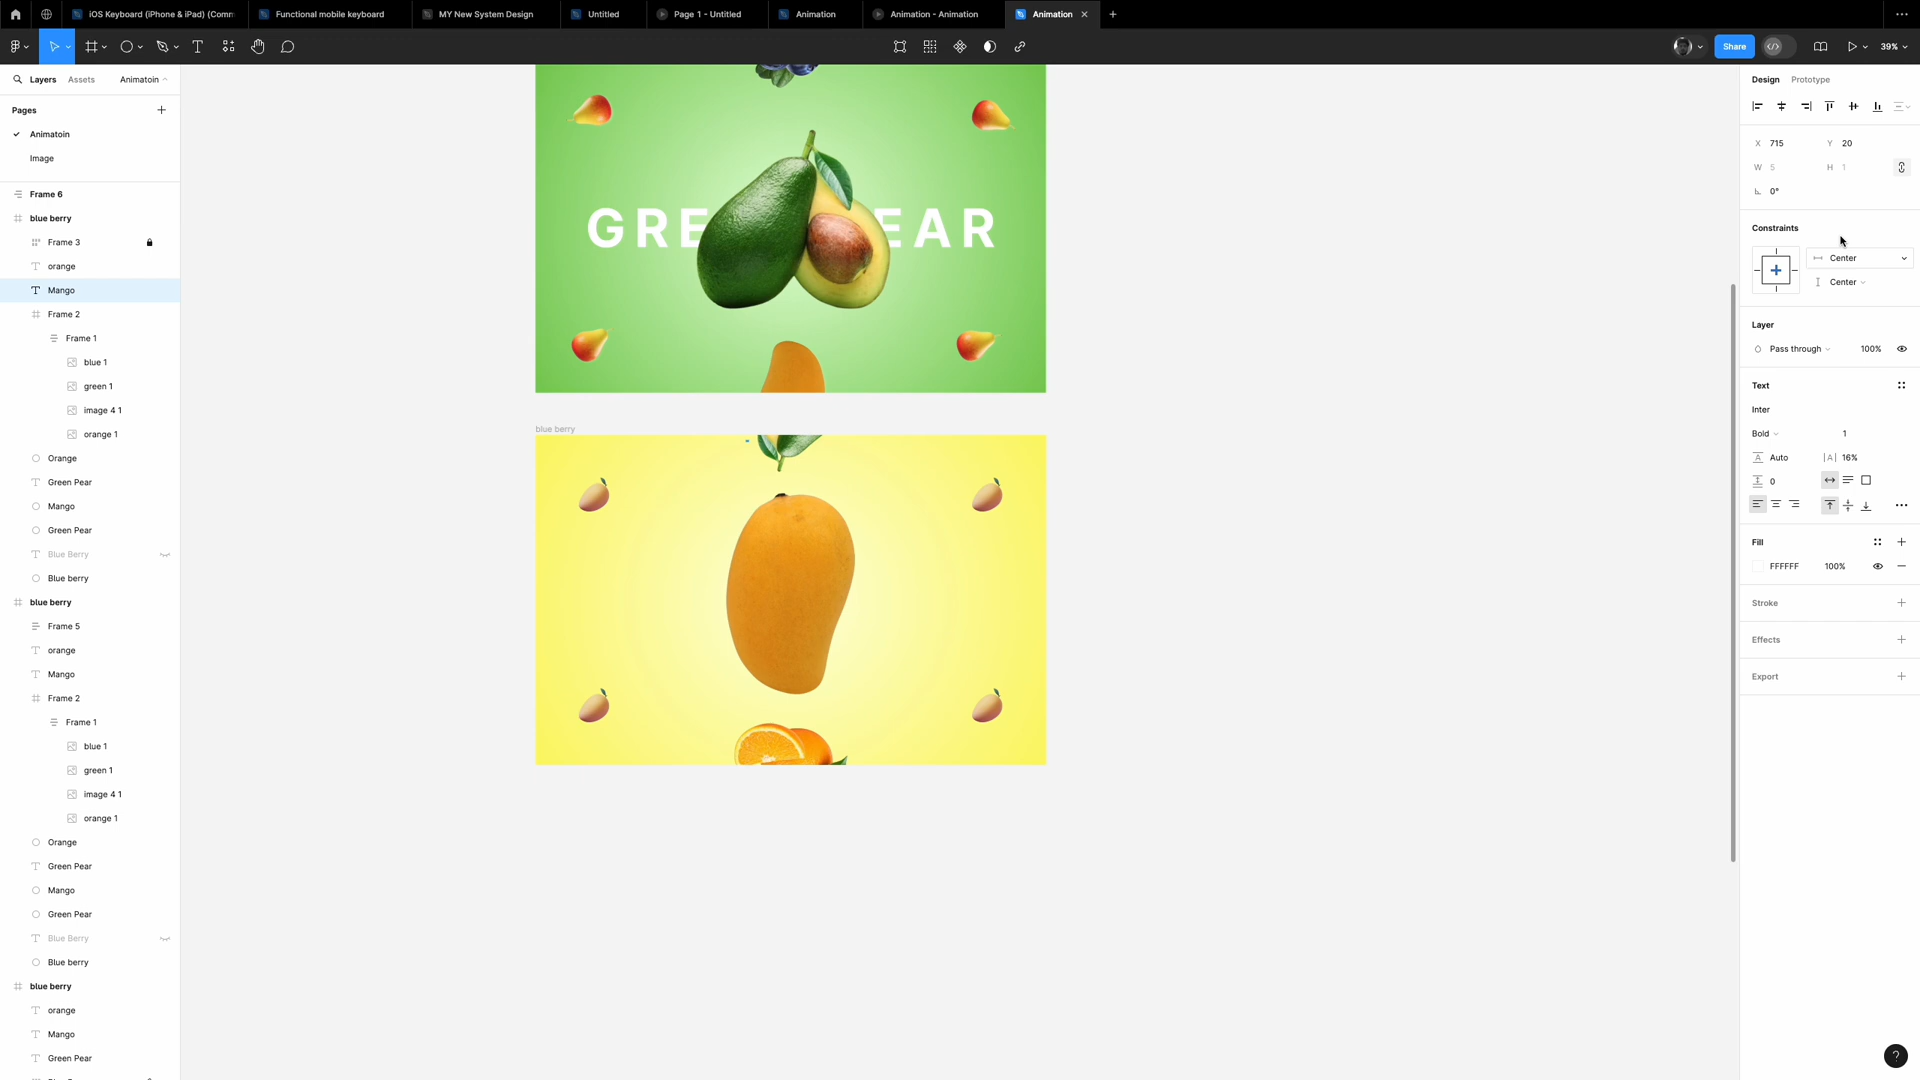 iOS Keyboard (iPhone & iPad) (Comm
Functional mobile keyboard
MY New System Design
Untitled
Page 1 - Untitled
Animation
Animation - Animation
Animation
Share
39%
Layers
Assets
Animatoin
Pages
Animatoin
Image
Frame 6
blue berry
Frame 3
orange
Mango
Frame 2
Frame 1
blue 1
green 1
image 4 1
orange 1
Orange
Green Pear
Mango
Green Pear
Blue Berry
Blue berry
blue berry
Frame 5
orange
Mango
Frame 2
Frame 1
blue 1
green 1
image 4 1
orange 1
Orange
Green Pear
Mango
Green Pear
Blue Berry
Blue berry
blue berry
orange
Mango
Green Pear
GRE EAR
blue berry
Design
Prototype
X 715
Y 20
W 5
H 1
0°
Constraints
Center
Center
Layer
Pass through
100%
Text
Inter
Bold
1
Auto
|A| 16%
0
Fill
FFFFFF
100%
Stroke
Effects
Export
?